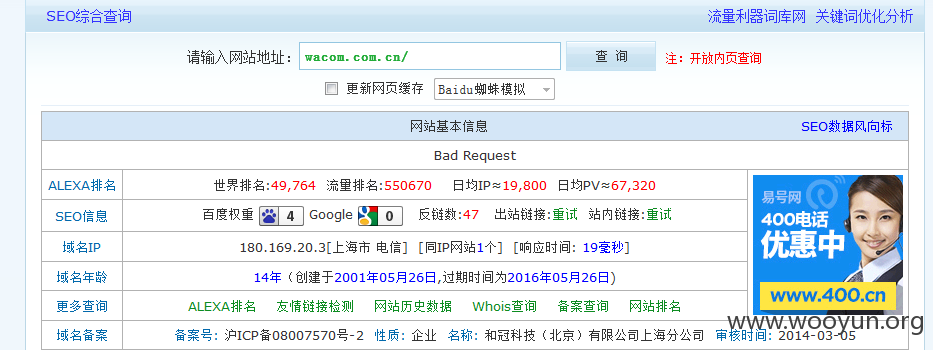 SEO综合查询 流量利器词库网 关键词优化分析
请输入网站地址： wacom.com.cn/ 查 询 注：开放内页查询
更新网页缓存 Baidu蜘蛛模拟
网站基本信息 SEO数据风向标
Bad Request
ALEXA排名 世界排名:49,764 流量排名:550670 日均IP≈19,800 日均PV≈67,320
SEO信息 百度权重 4 Google 0 反链数:47 出站链接:重试 站内链接:重试
域名IP 180.169.20.3[上海市 电信] [同IP网站1个] [响应时间: 19毫秒]
域名年龄 14年（创建于2001年05月26日,过期时间为2016年05月26日)
更多查询 ALEXA排名 友情链接检测 网站历史数据 Whois查询 备案查询 网站排名
域名备案 备案号: 沪ICP备08007570号-2 性质: 企业 名称: 和冠科技（北京）有限公司上海分公司 审核时间: 2014-03-05
易号网
400电话
优惠中
www.400.cn
www.wooyun.org